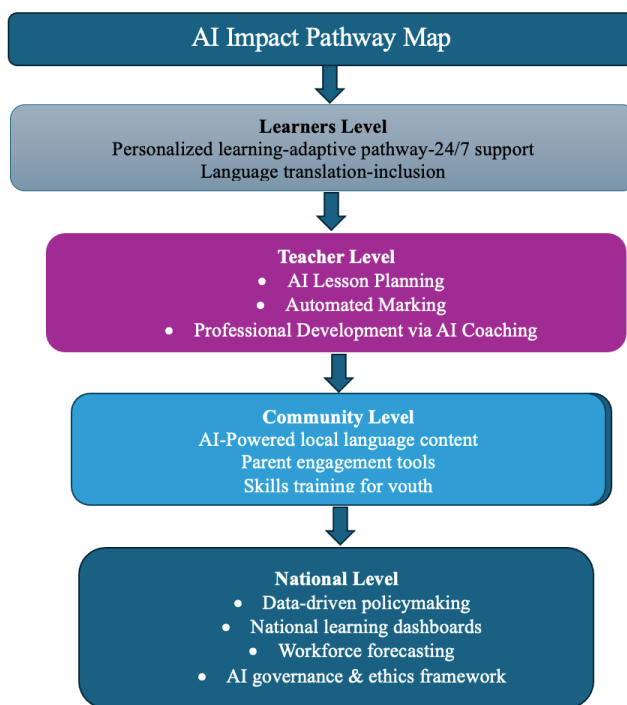 AI Impact Pathway Map
Learners Level
Personalized learning-adaptive pathway-24/7 support
Language translation-inclusion
Teacher Level
• AI Lesson Planning
• Automated Marking
• Professional Development via AI Coaching
Community Level
AI-Powered local language content
Parent engagement tools
Skills training for youth
National Level
• Data-driven policymaking
• National learning dashboards
• Workforce forecasting
• AI governance & ethics framework